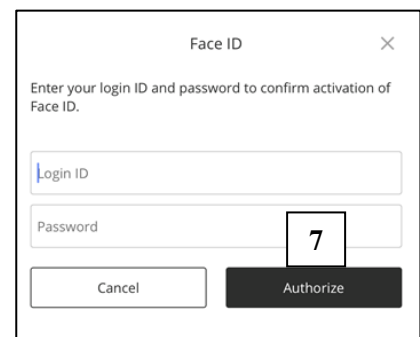 Face ID
Enter your login ID and password to confirm activation of
Face ID.
Login ID
Password
7
Cancel
Authorize